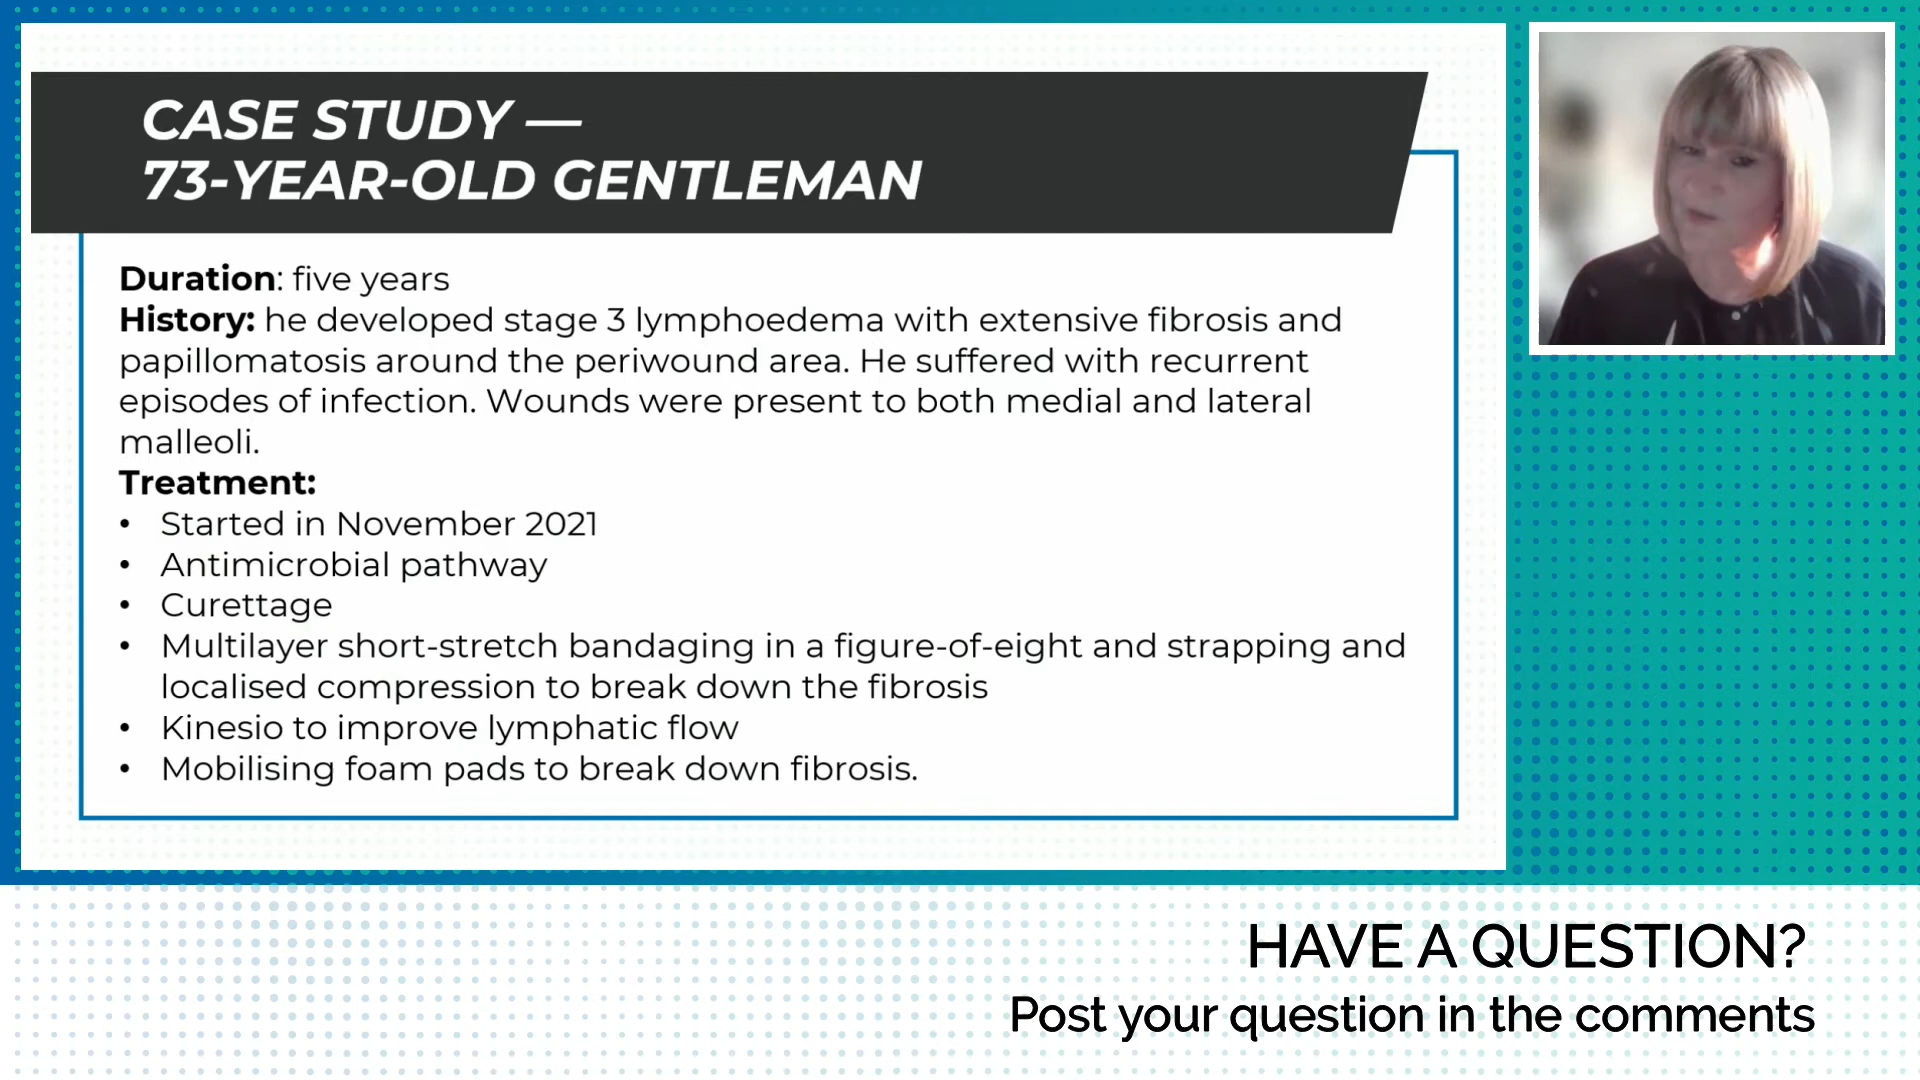 CASE STUDY —
73-YEAR-OLD GENTLEMAN
Duration: five years
History: he developed stage 3 lymphoedema with extensive fibrosis and
papillomatosis around the periwound area. He suffered with recurrent
episodes of infection. Wounds were present to both medial and lateral
malleoli.
Treatment:
• Started in November 2021
• Antimicrobial pathway
• Curettage
• Multilayer short-stretch bandaging in a figure-of-eight and strapping and
localised compression to break down the fibrosis
• Kinesio to improve lymphatic flow
• Mobilising foam pads to break down fibrosis.
HAVE A QUESTION?
Post your question in the comments